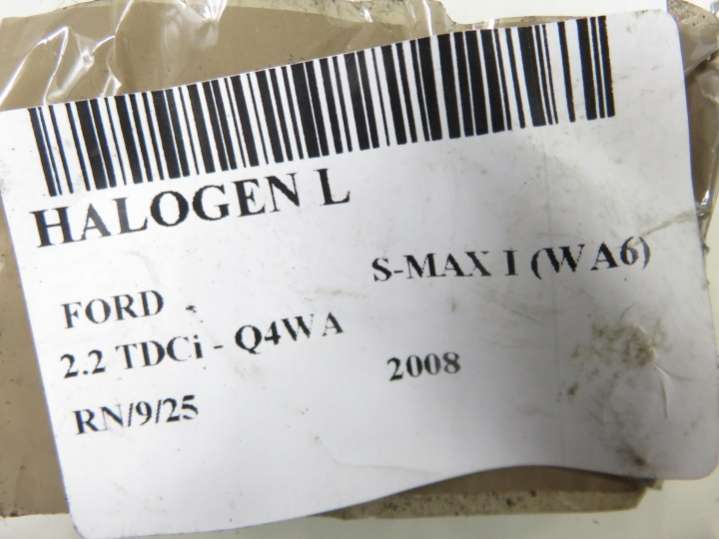 HALOGEN L
FORD S-MAX I (WA6)
2.2 TDCi - Q4WA 2008
RN/9/25